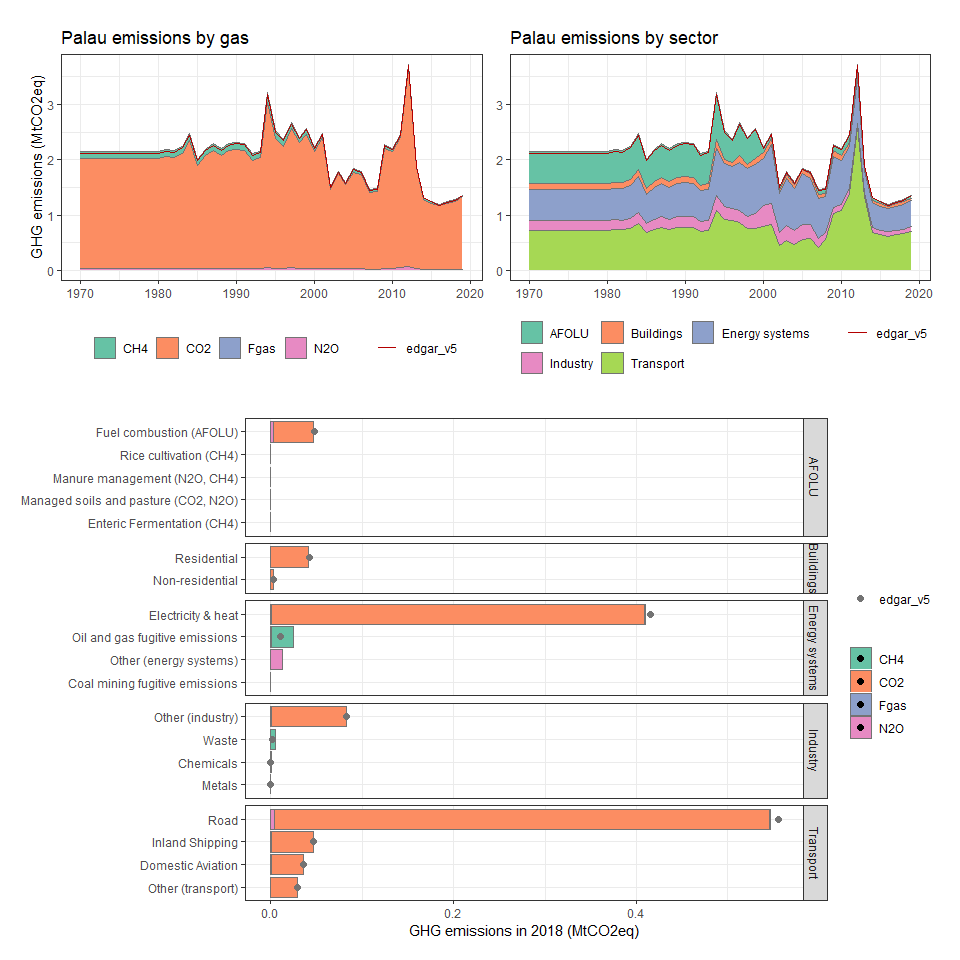 Palau emissions by gas
GHG emissions (MtCO2eq)
3
2
1
0
1970 1980 1990 2000 2010 2020
CH4 CO2 Fgas N2O edgar_v5
Palau emissions by sector
3
2
1
0
1970 1980 1990 2000 2010 2020
AFOLU Buildings Energy systems edgar_v5
Industry Transport
Fuel combustion (AFOLU)
Rice cultivation (CH4)
Manure management (N2O, CH4)
Managed soils and pasture (CO2, N2O)
Enteric Fermentation (CH4)
AFOLU
Residential
Non-residential
Buildings
Electricity & heat
Oil and gas fugitive emissions
Other (energy systems)
Coal mining fugitive emissions
Energy systems
Other (industry)
Waste
Chemicals
Metals
Industry
Road
Inland Shipping
Domestic Aviation
Other (transport)
Transport
0.0 0.2 0.4
GHG emissions in 2018 (MtCO2eq)
edgar_v5
CH4
CO2
Fgas
N2O